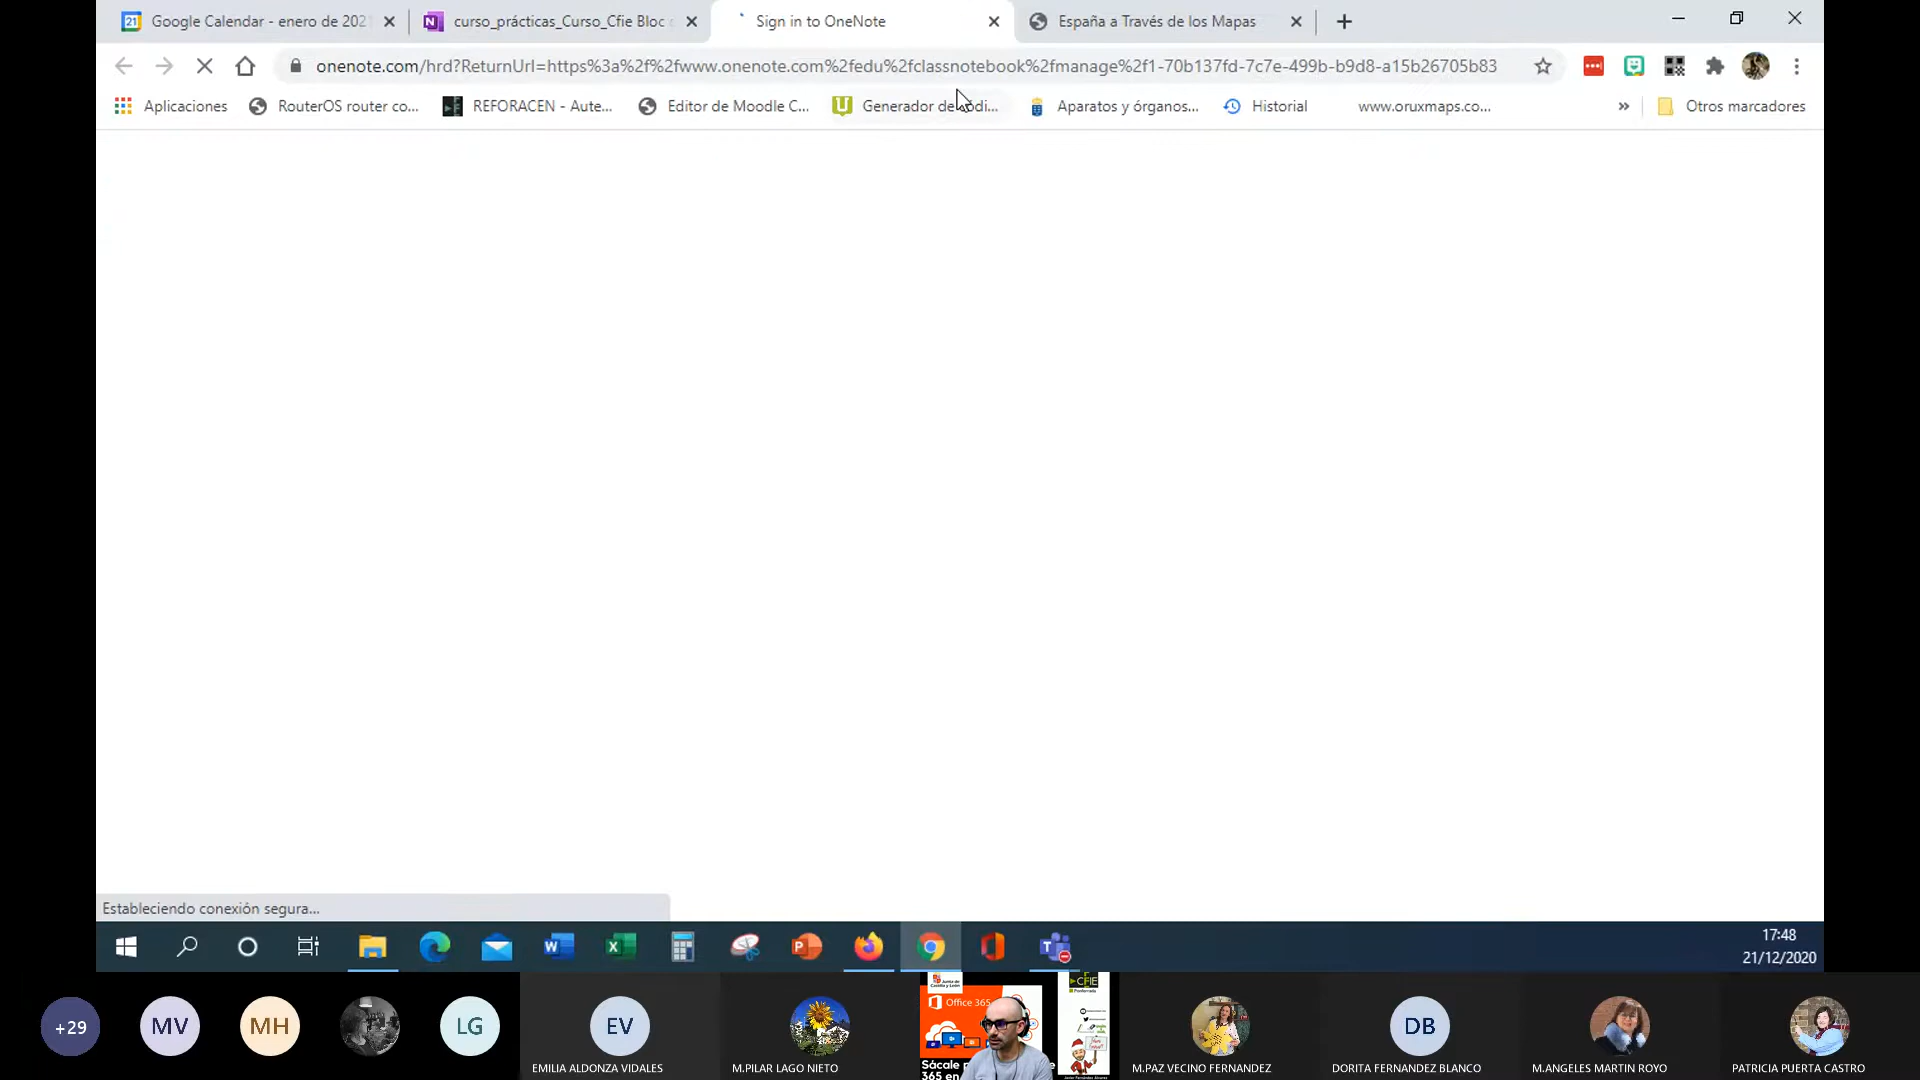 Google Calendar - enero de 202
curso_prácticas_Curso_Cfie Bloc
Sign in to OneNote
España a Través de los Mapas
onenote.com/hrd?ReturnUrl=https%3a%2f%2fwww.onenote.com%2fedu%2fclassnotebook%2fmanage%2f1-70b137fd-7c7e-499b-b9d8-a15b26705b83
Aplicaciones
RouterOS router co...
REFORACEN - Aute...
Editor de Moodle C...
Generador de
Aparatos y órganos...
Historial
www.oruxmaps.co...
Otros marcadores
Estableciendo conexión segura...
17:48
21/12/2020
+29
MV
MH
LG
EV
DB
Office 365
CFIE
Sácale
365 en
EMILIA ALDONZA VIDALES
M.PILAR LAGO NIETO
M.PAZ VECINO FERNANDEZ
DORITA FERNANDEZ BLANCO
M.ANGELES MARTIN ROYO
PATRICIA PUERTA CASTRO